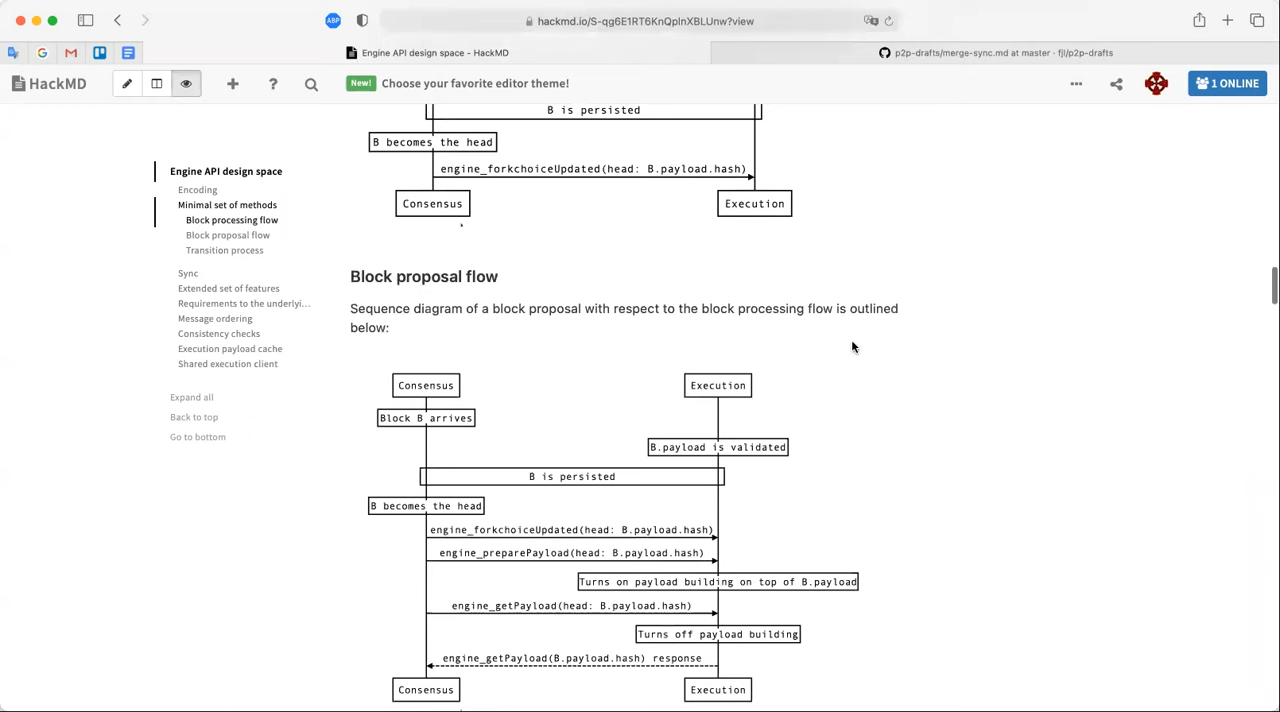 ABP
hackmd.io/S-qg6E1RT6KnQpInXBLUnw?view
Engine API design space - HackMD
p2p-drafts/merge-sync.md at master · fjl/p2p-drafts
HackMD
New! Choose your favorite editor theme!
1 ONLINE
Engine API design space
Encoding
Minimal set of methods
Block processing flow
Block proposal flow
Transition process
Sync
Extended set of features
Requirements to the underlyi...
Message ordering
Consistency checks
Execution payload cache
Shared execution client
Expand all
Back to top
Go to bottom
B is persisted
B becomes the head
engine_forkchoiceUpdated(head: B.payload.hash)
Consensus
Execution
Block proposal flow
Sequence diagram of a block proposal with respect to the block processing flow is outlined
below:
Consensus
Execution
Block B arrives
B.payload is validated
B is persisted
B becomes the head
engine_forkchoiceUpdated(head: B.payload.hash)
engine_preparePayload(head: B.payload.hash)
Turns on payload building on top of B.payload
engine_getPayload(head: B.payload.hash)
Turns off payload building
engine_getPayload(B.payload.hash) response
Consensus
Execution